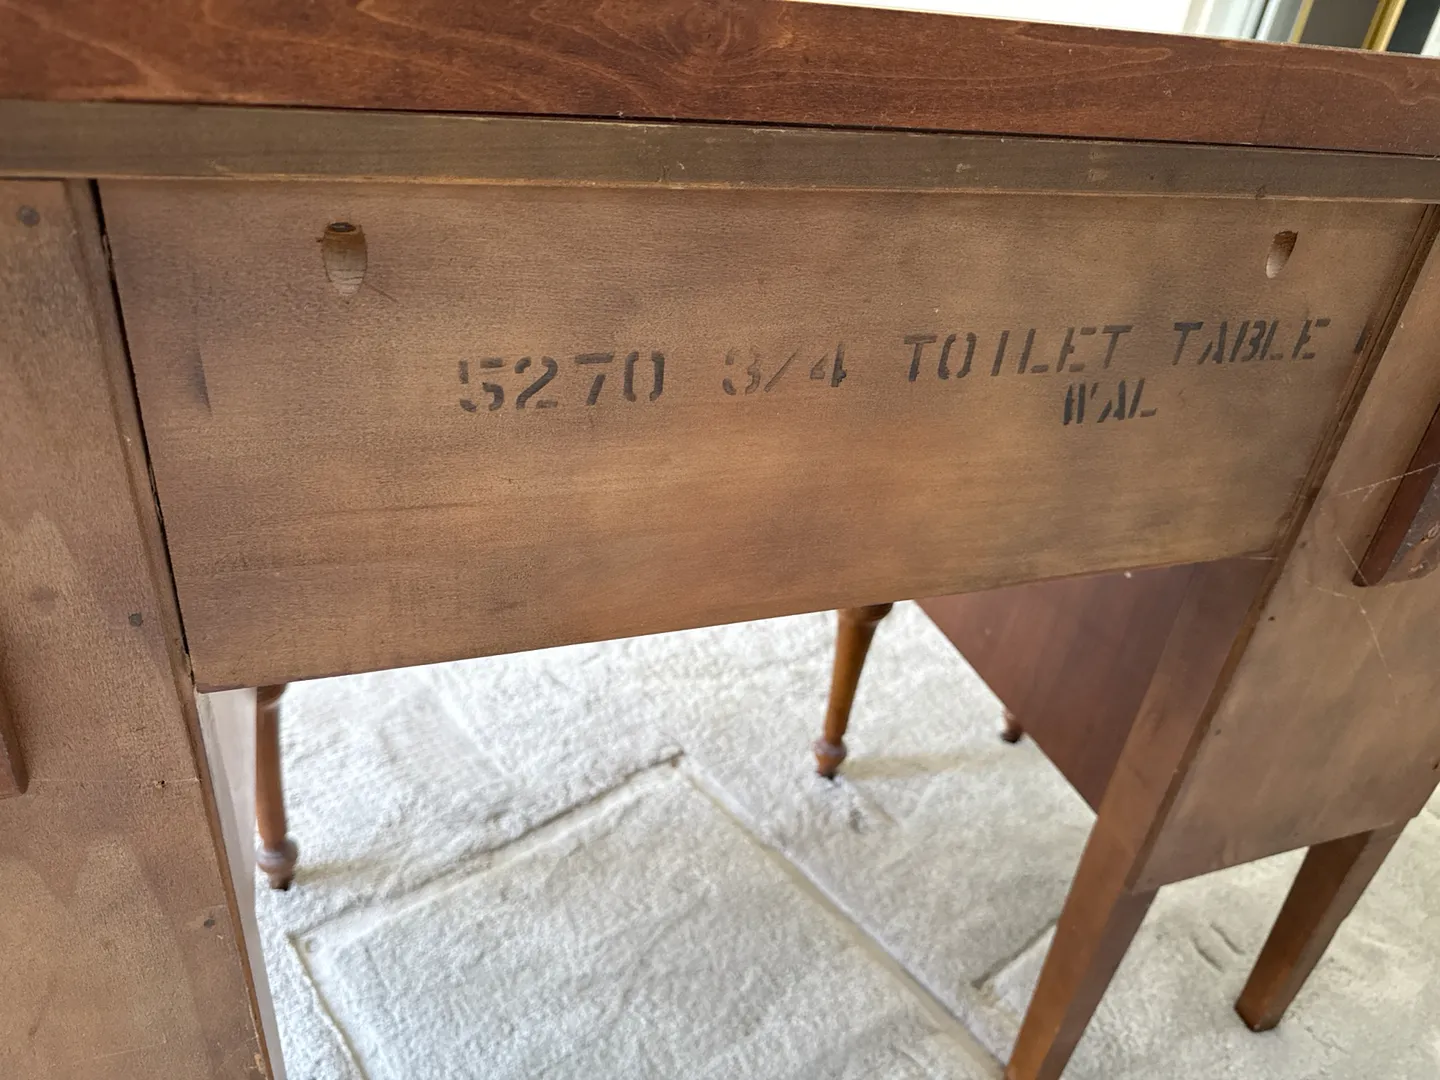 5270 3/4 TOILET TABLE
WAL